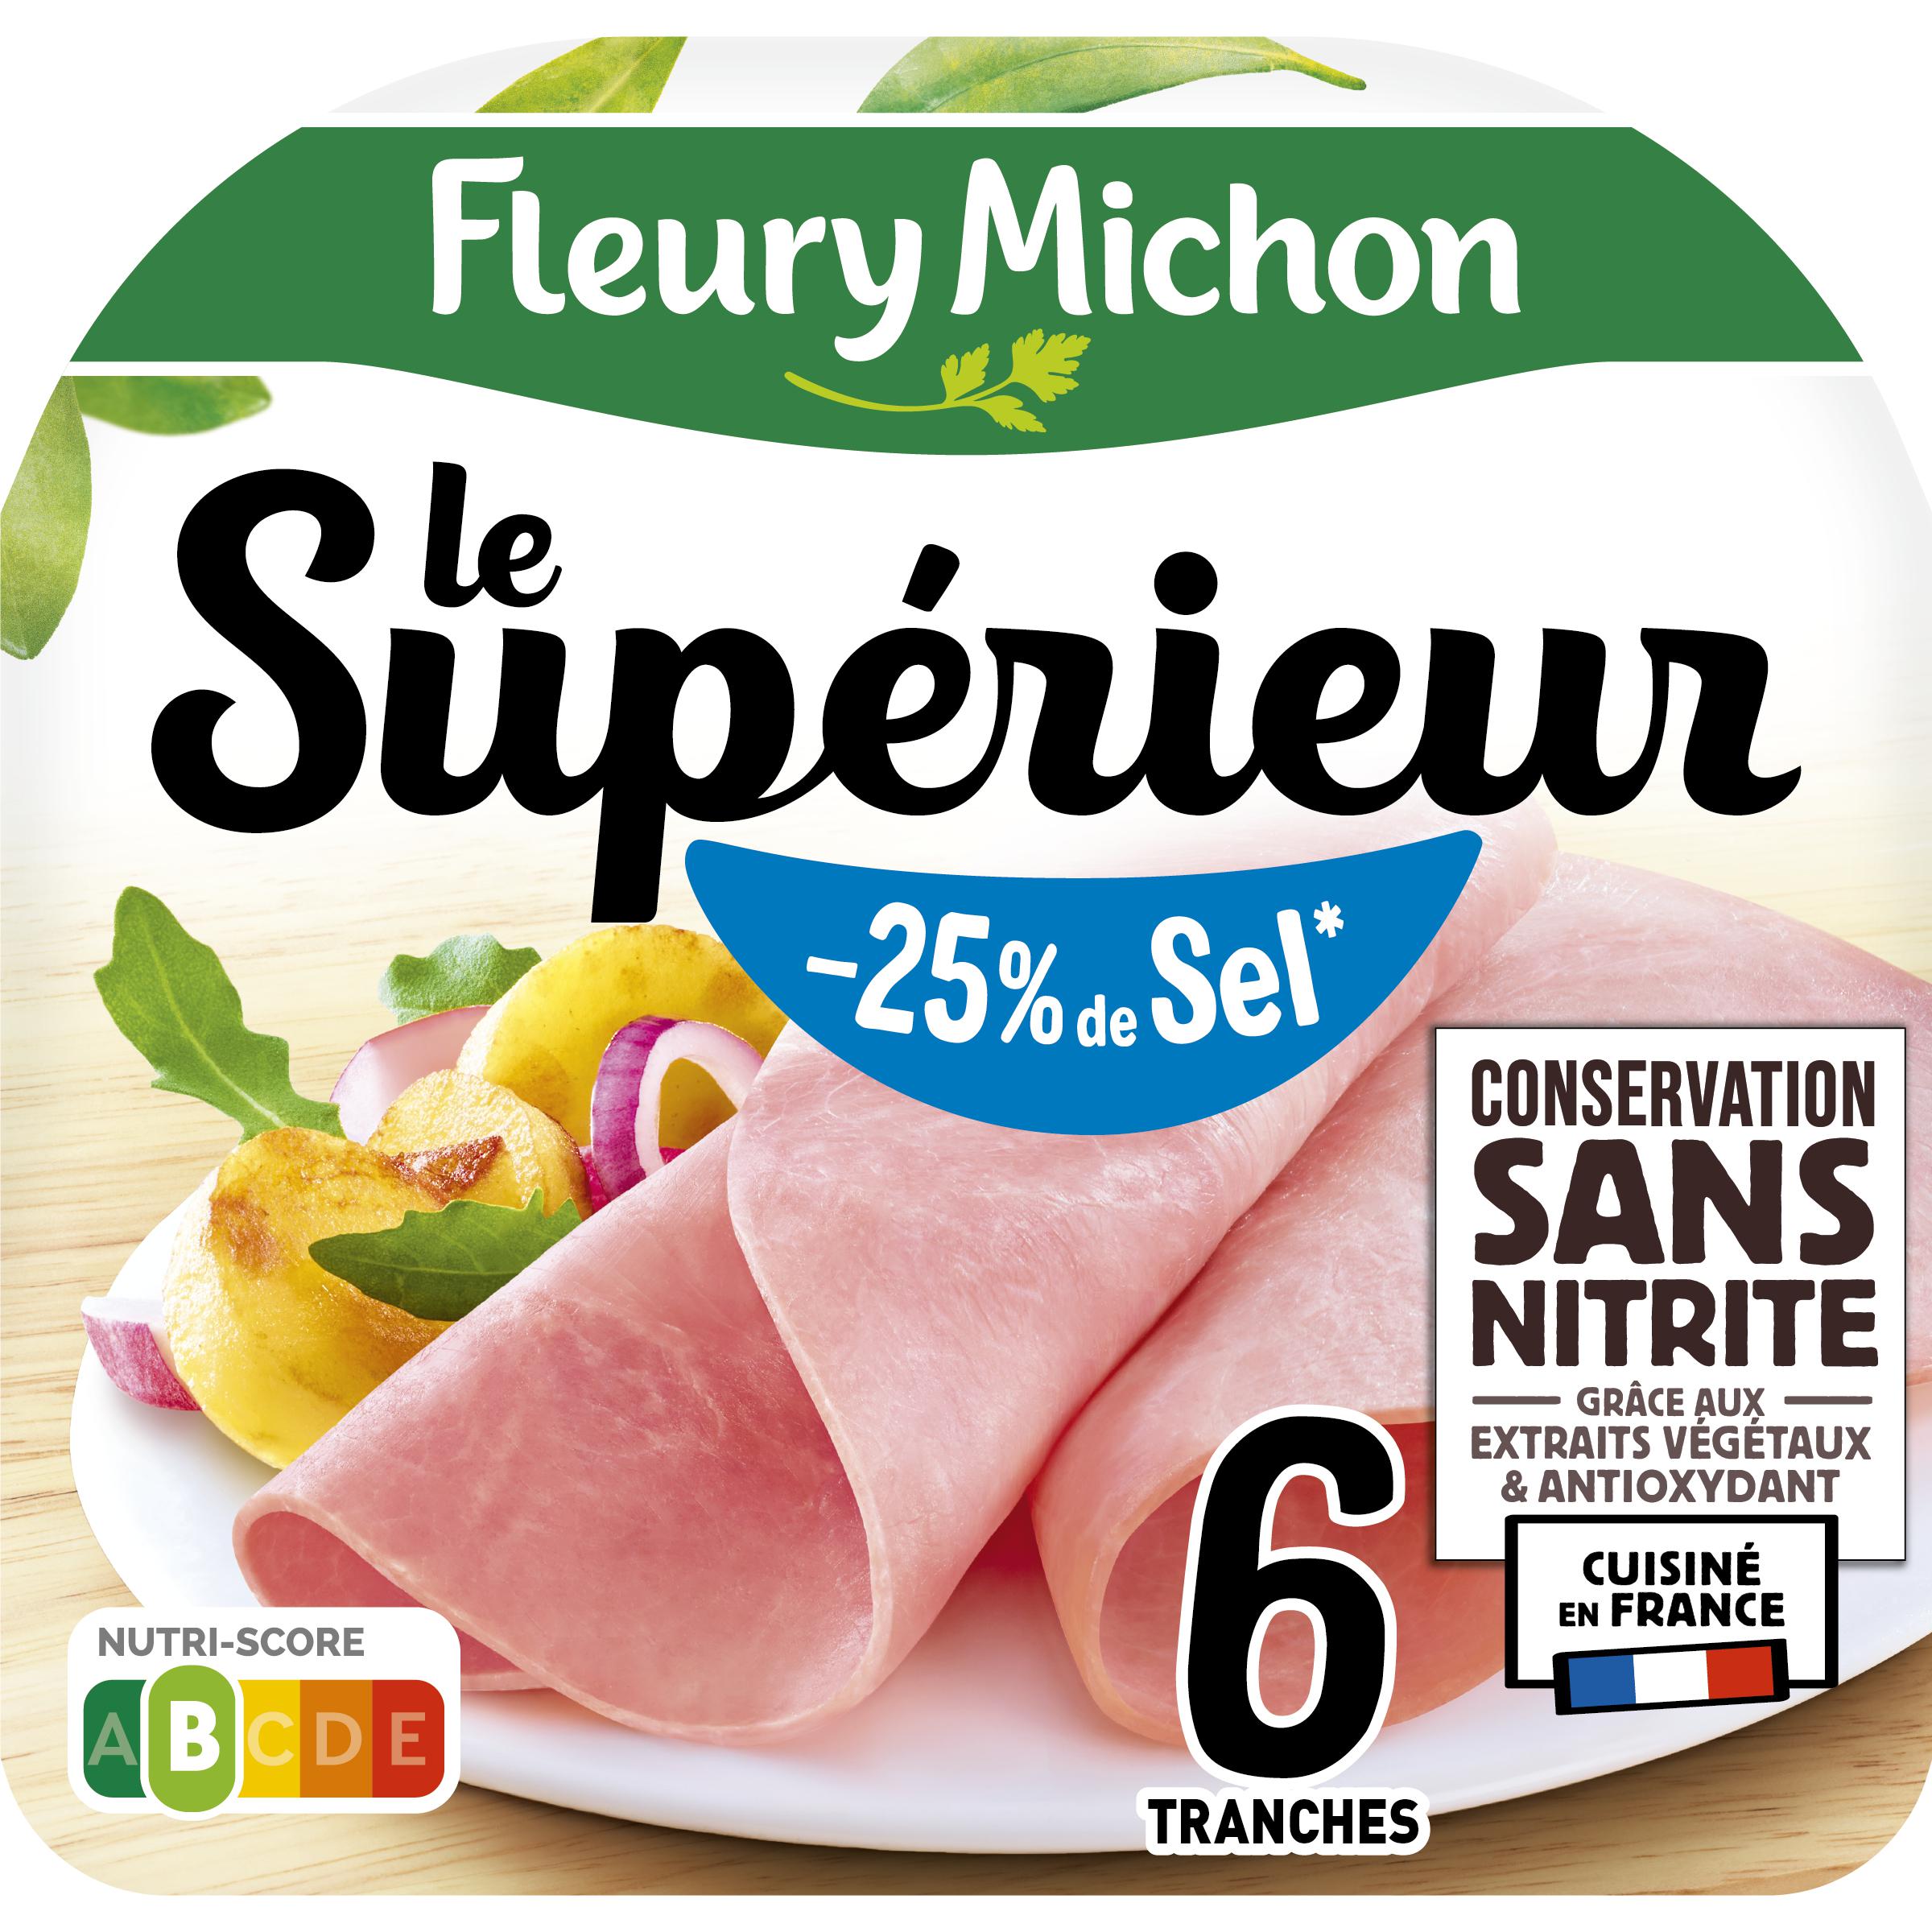 Fleury Michon
le
Supérieur
-25% de Sel*
CONSERVATION
SANS
NITRITE
GRÂCE AUX
EXTRAITS VÉGÉTAUX
& ANTIOXYDANT
CUISINÉ
EN FRANCE
6
TRANCHES
NUTRI-SCORE
A B C D E